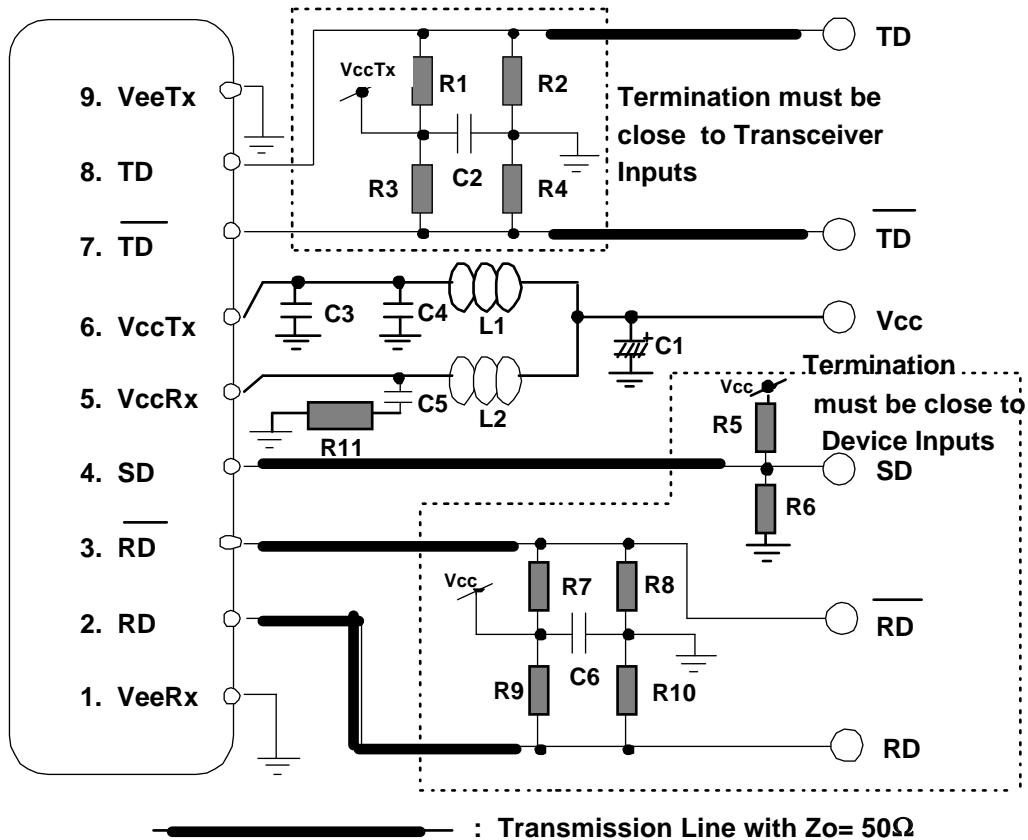 9. VeeTx
8. TD
7. TD
6. VccTx
5. VccRx
4. SD
3. RD
2. RD
1. VeeRx
VccTx
R1
R2
R3
C2
R4
TD
Termination must be
close to Transceiver
Inputs
TD
C3
C4
L1
+
C1
Vcc
C5
L2
R11
Termination
must be close to
Device Inputs
Vcc
R5
R6
SD
Vcc
R7
R8
R9
C6
R10
RD
RD
: Transmission Line with Zo= 50Ω